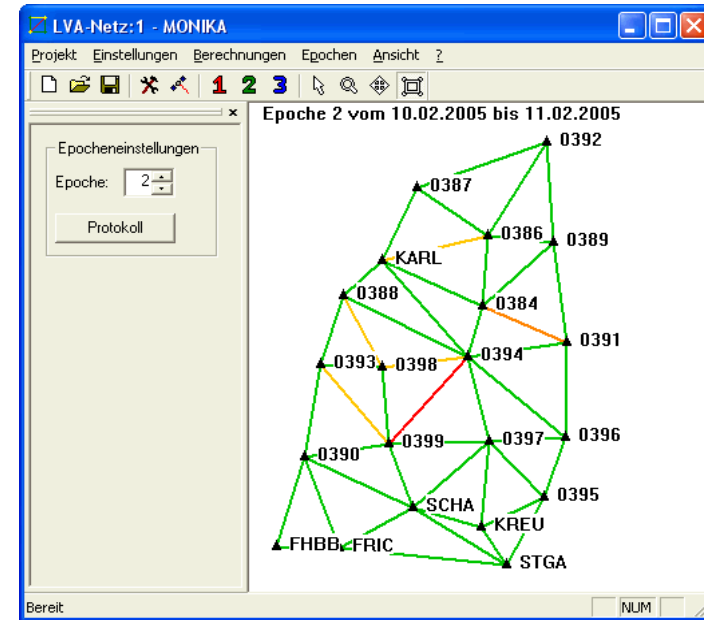 LVA-Netz:1 - MONIKA
Projekt Einstellungen Berechnungen Epochen Ansicht ?
1 2 3
Epoche 2 vom 10.02.2005 bis 11.02.2005
Epocheneinstellungen
Epoche: 2
Protokoll
0392
0387
0386
0389
KARL
0388
0384
0391
0393
0398
0394
0390
0399
0397
0396
SCHA
0395
KREU
FHBB
FRIC
STGA
Bereit
NUM